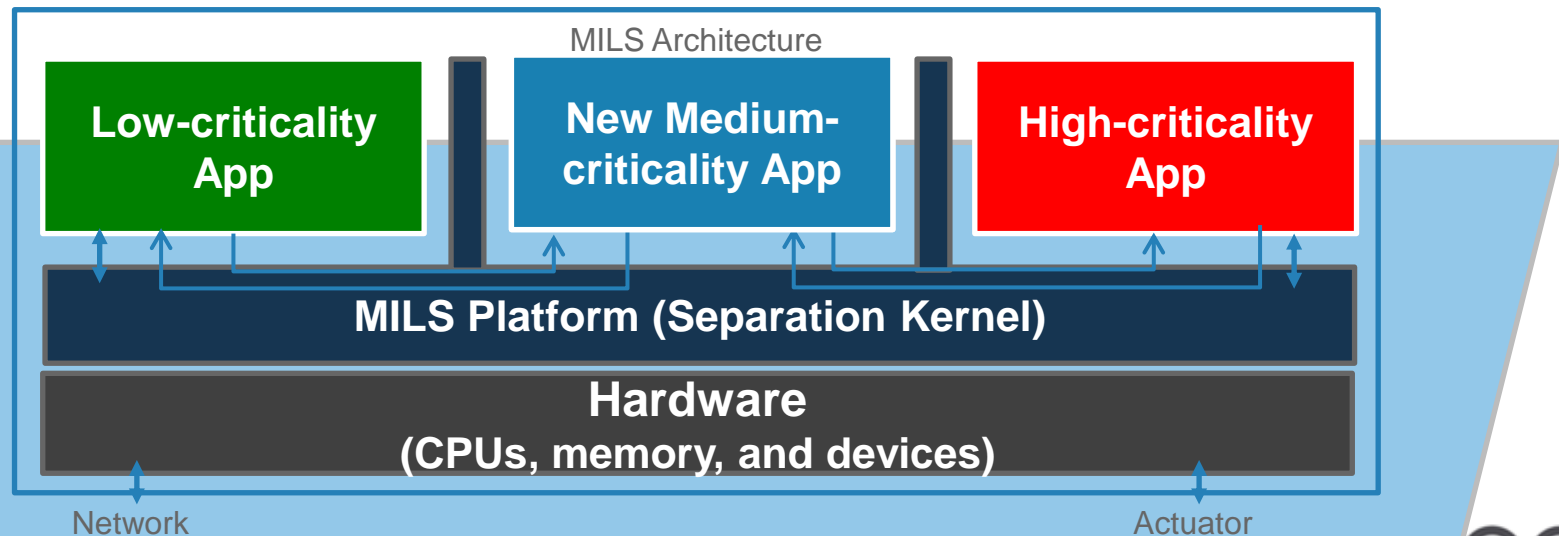 MILS Architecture
Low-criticality
App
New Medium-
criticality App
High-criticality
App
MILS Platform (Separation Kernel)
Hardware
(CPUs, memory, and devices)
Network
Actuator